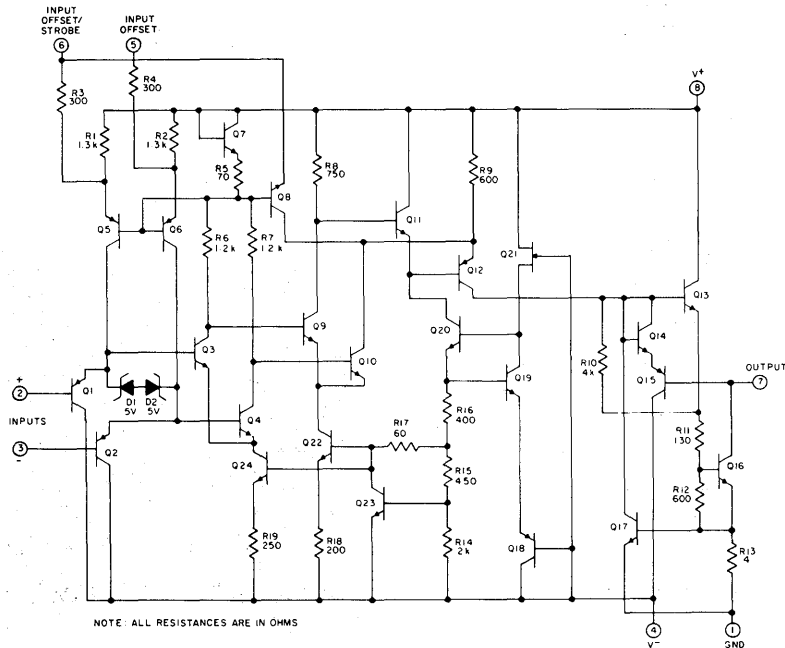 INPUT
OFFSET/
STROBE
6
INPUT
OFFSET
5
R3
300
R4
300
V+
8
R1
1.3k
R2
1.3k
Q7
R5
70
R8
750
R9
600
Q5
Q6
Q8
R6
1.2k
R7
1.2k
Q11
Q21
Q12
Q13
Q3
Q9
Q20
Q14
Q10
Q19
R10
4k
Q15
OUTPUT
7
+
2
Q1
D1
5V
D2
5V
INPUTS
3
-
Q2
Q4
R17
60
R16
400
R11
130
Q16
Q22
Q24
R15
450
R12
600
Q23
Q17
R19
250
R18
200
R14
2k
Q18
R13
4
NOTE: ALL RESISTANCES ARE IN OHMS
4
V-
1
GND